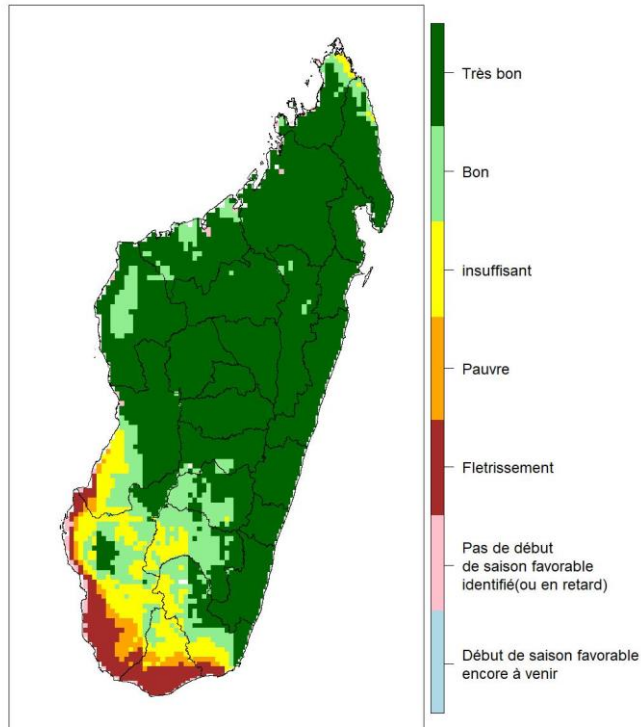 Très bon
Bon
insuffisant
Pauvre
Fletrissement
Pas de début
de saison favorable
identifié(ou en retard)
Début de saison favorable
encore à venir